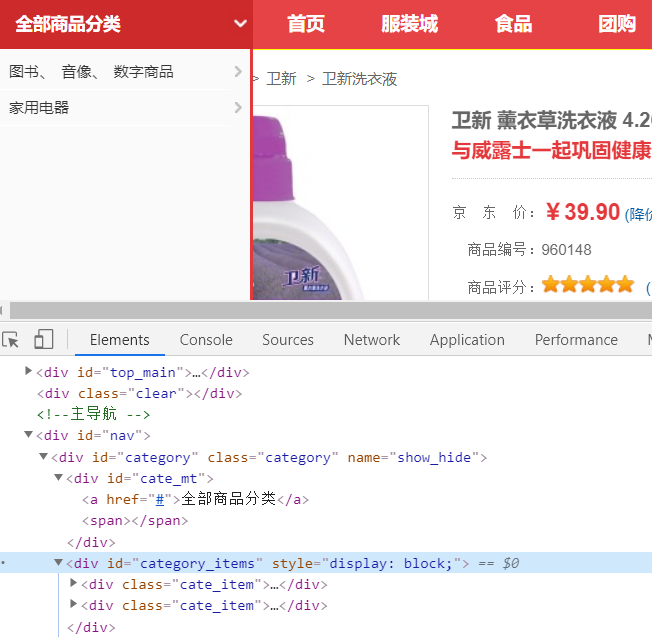 全部商品分类 首页 服装城 食品 团购
图书、 音像、 数字商品 > 卫新 > 卫新洗衣液
家用电器
卫新 薰衣草洗衣液 4.2
与威露士一起巩固健康
京 东 价： ￥39.90 (降价
商品编号：960148
卫新
商品评分： (
Elements Console Sources Network Application Performance
<div id="top_main">…</div>
<div class="clear"></div>
<!--主导航 -->
<div id="nav">
<div id="category" class="category" name="show_hide">
<div id="cate_mt">
<a href="#">全部商品分类</a>
<span></span>
</div>
<div id="category_items" style="display: block;"> == $0
<div class="cate_item">…</div>
<div class="cate_item">…</div>
</div>